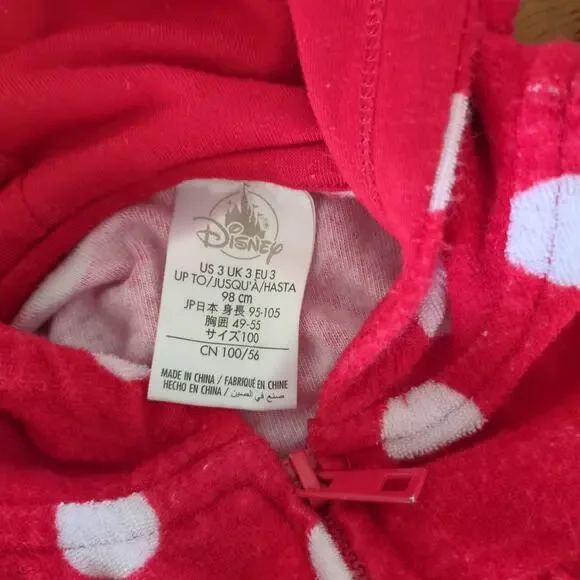 Disney
US 3 UK 3 EU 3
UP TO/JUSQU'À/HASTA
98 cm
JP日本 身長 95-105
胸囲 49-55
サイズ100
CN 100/56
MADE IN CHINA / FABRIQUÉ EN CHINE
HECHO EN CHINA / صنع في الصين